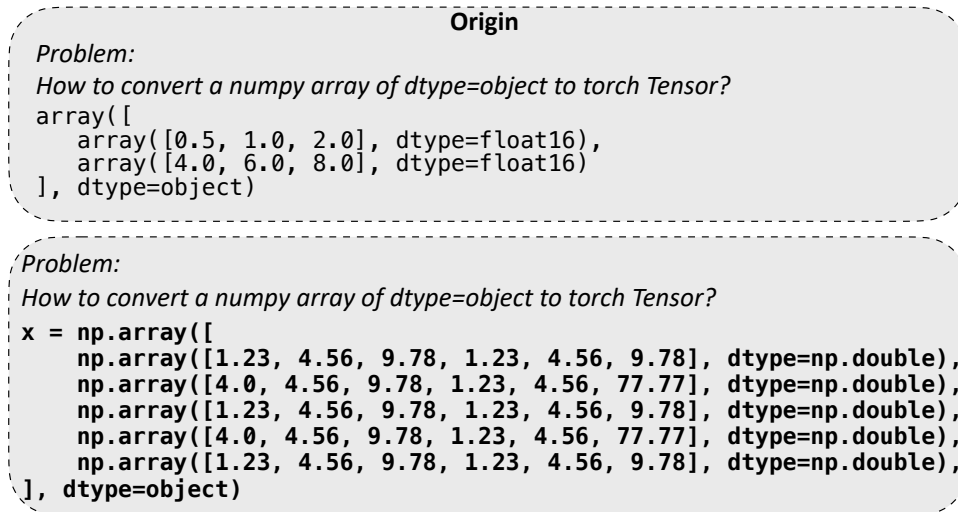 Origin
Problem:
How to convert a numpy array of dtype=object to torch Tensor?
array([
    array([0.5, 1.0, 2.0], dtype=float16),
    array([4.0, 6.0, 8.0], dtype=float16)
], dtype=object)
Problem:
How to convert a numpy array of dtype=object to torch Tensor?
x = np.array([
    np.array([1.23, 4.56, 9.78, 1.23, 4.56, 9.78], dtype=np.double),
    np.array([4.0, 4.56, 9.78, 1.23, 4.56, 77.77], dtype=np.double),
    np.array([1.23, 4.56, 9.78, 1.23, 4.56, 9.78], dtype=np.double),
    np.array([4.0, 4.56, 9.78, 1.23, 4.56, 77.77], dtype=np.double),
    np.array([1.23, 4.56, 9.78, 1.23, 4.56, 9.78], dtype=np.double),
], dtype=object)